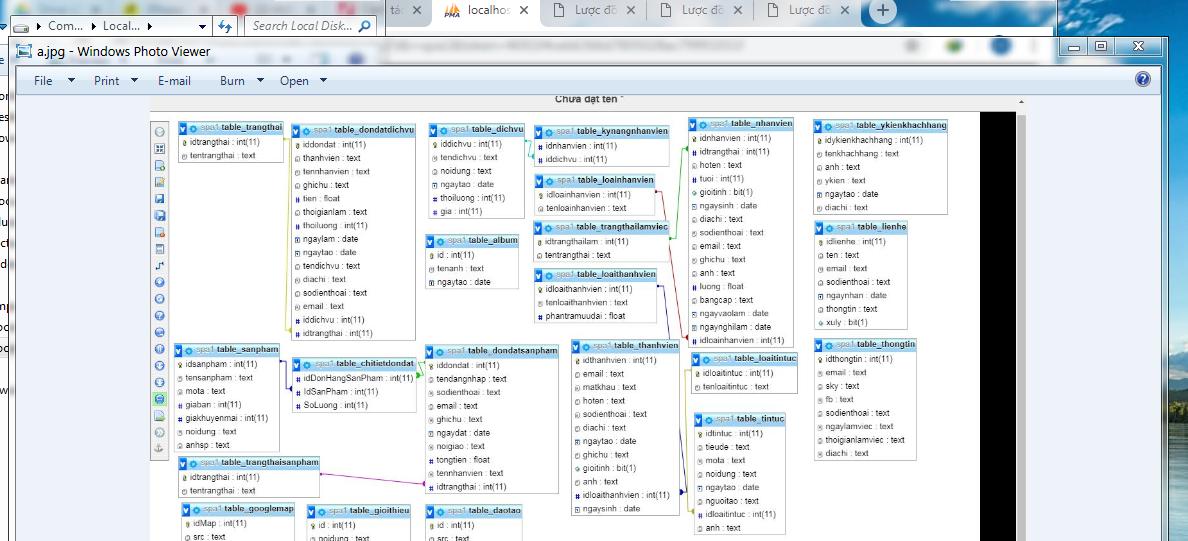 Com...
Local...
Search Local Disk...
tác
localhos
Lược đồ
Lược đồ
Lược đồ
a.jpg - Windows Photo Viewer
File
Print
E-mail
Burn
Open
Chưa đặt tên *
spa1 table_trangthai
idtrangthai : int(11)
tentrangthai : text
spa1 table_dondatdichvu
iddondat : int(11)
thanhvien : text
tennhanvien : text
ghichu : text
tien : float
thoigianlam : text
thoiluong : int(11)
ngaylam : date
ngaytao : date
tendichvu : text
diachi : text
sodienthoai : text
email : text
iddichvu : int(11)
idtrangthai : int(11)
spa1 table_dichvu
iddichvu : int(11)
tendichvu : text
noidung : text
ngaytao : date
thoiluong : int(11)
gia : int(11)
spa1 table_album
id : int(11)
tenanh : text
ngaytao : date
spa1 table_kynangnhanvien
idnhanvien : int(11)
iddichvu : int(11)
spa1 table_loainhanvien
idloainhanvien : int(11)
tenloainhanvien : text
spa1 table_trangthailamviec
idtrangthailam : int(11)
tentrangthai : text
spa1 table_loaithanhvien
idloaithanhvien : int(11)
tenloaithanhvien : text
phantramuudai : float
spa1 table_nhanvien
idnhanvien : int(11)
idtrangthai : int(11)
hoten : text
tuoi : int(11)
gioitinh : bit(1)
ngaysinh : date
diachi : text
sodienthoai : text
email : text
ghichu : text
anh : text
luong : float
bangcap : text
ngayvaolam : date
ngaynghilam : date
idloainhanvien : int(11)
spa1 table_ykienkhachhang
idykienkhachhang : int(11)
tenkhachhang : text
anh : text
ykien : text
ngaytao : date
diachi : text
spa1 table_lienhe
idlienhe : int(11)
ten : text
email : text
sodienthoai : text
ngaynhan : date
thongtin : text
xuly : bit(1)
spa1 table_sanpham
idsanpham : int(11)
tensanpham : text
mota : text
giaban : int(11)
giakhuyenmai : int(11)
noidung : text
anhsp : text
spa1 table_chitietdondat
idDonHangSanPham : int(11)
IdSanPham : int(11)
SoLuong : int(11)
spa1 table_dondatsanpham
iddondat : int(11)
tendangnhap : text
sodienthoai : text
email : text
ghichu : text
ngaydat : date
noigiao : text
tongtien : float
tennhanvien : text
idtrangthai : int(11)
spa1 table_thanhvien
idthanhvien : int(11)
email : text
matkhau : text
hoten : text
sodienthoai : text
diachi : text
ngaytao : date
ghichu : text
gioitinh : bit(1)
anh : text
idloaithanhvien : int(11)
ngaysinh : date
spa1 table_loaitintuc
idloaitintuc : int(11)
tenloaitintuc : text
spa1 table_tintuc
idtintuc : int(11)
tieude : text
mota : text
noidung : text
ngaytao : date
nguoitao : text
idloaitintuc : int(11)
anh : text
spa1 table_thongtin
idthongtin : int(11)
email : text
sky : text
fb : text
sodienthoai : text
ngaylamviec : text
thoigianlamviec : text
diachi : text
spa1 table_trangthaisanpham
idtrangthai : int(11)
tentrangthai : text
spa1 table_googlemap
idMap : int(11)
src : text
spa1 table_gioithieu
id : int(11)
noidung : text
spa1 table_daotao
id : int(11)
src : text